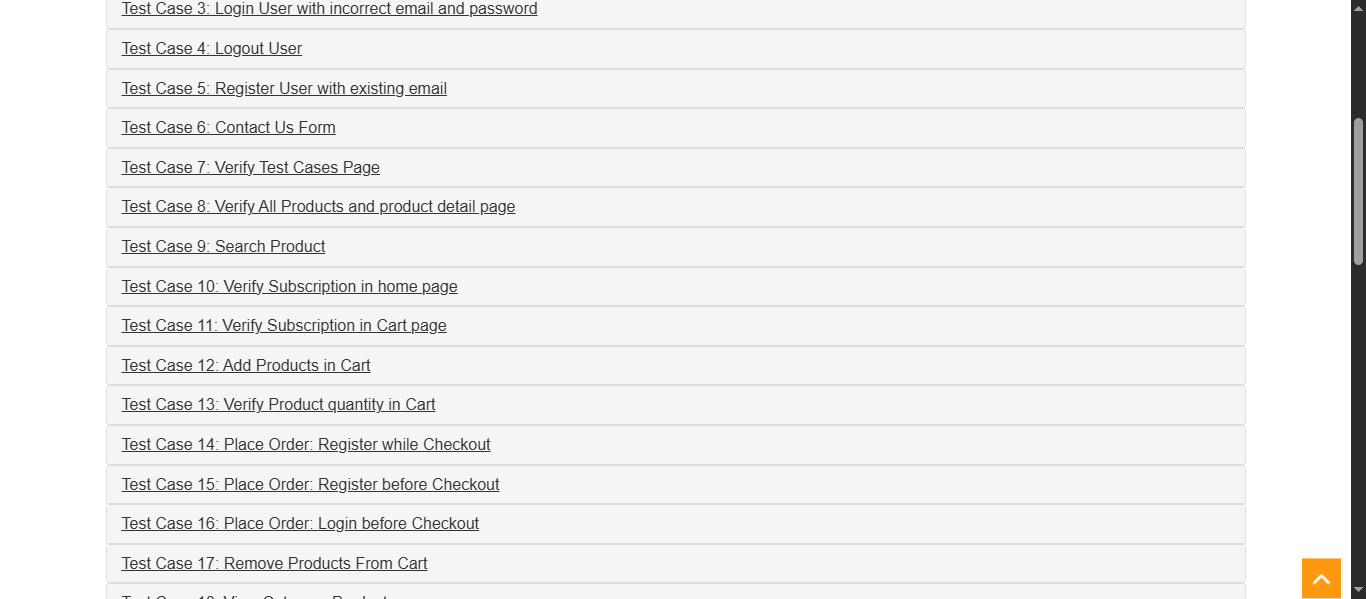 Test Case 3: Login User with incorrect email and password
Test Case 4: Logout User
Test Case 5: Register User with existing email
Test Case 6: Contact Us Form
Test Case 7: Verify Test Cases Page
Test Case 8: Verify All Products and product detail page
Test Case 9: Search Product
Test Case 10: Verify Subscription in home page
Test Case 11: Verify Subscription in Cart page
Test Case 12: Add Products in Cart
Test Case 13: Verify Product quantity in Cart
Test Case 14: Place Order: Register while Checkout
Test Case 15: Place Order: Register before Checkout
Test Case 16: Place Order: Login before Checkout
Test Case 17: Remove Products From Cart